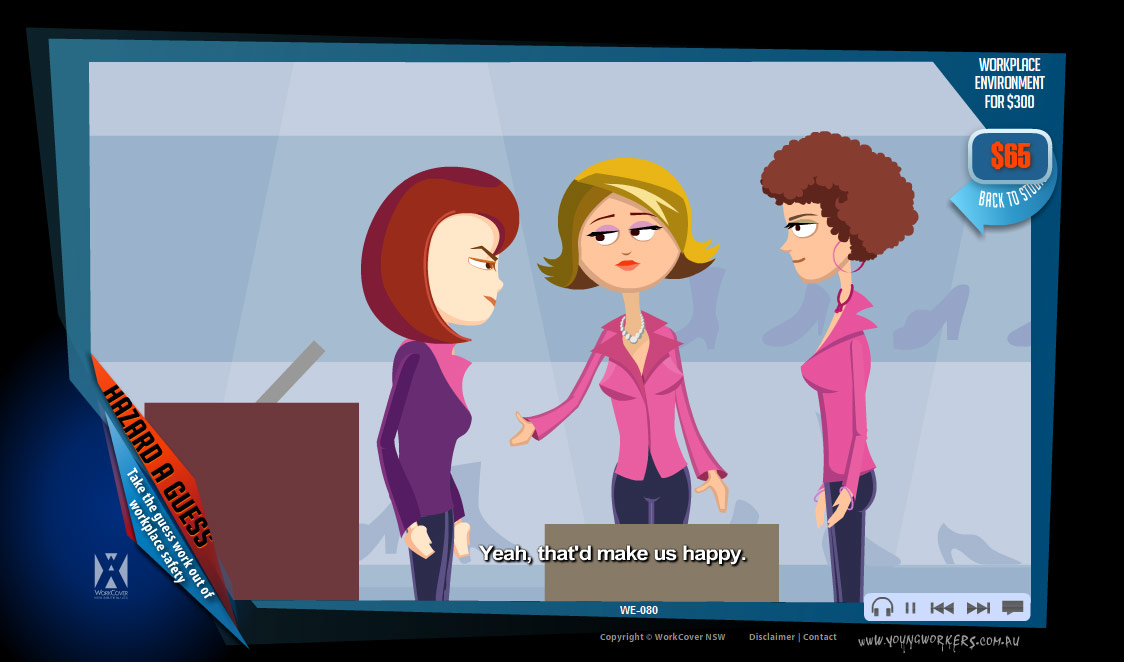 WORKPLACE
ENVIRONMENT
FOR $300
$65
BACK TO
HAZARD A GUESS
Take the guess work out of
workplace safety
Yeah, that'd make us happy.
WORKCOVER
WE-080
Copyright © WorkCover NSW
Disclaimer | Contact
www.youngworkers.com.au